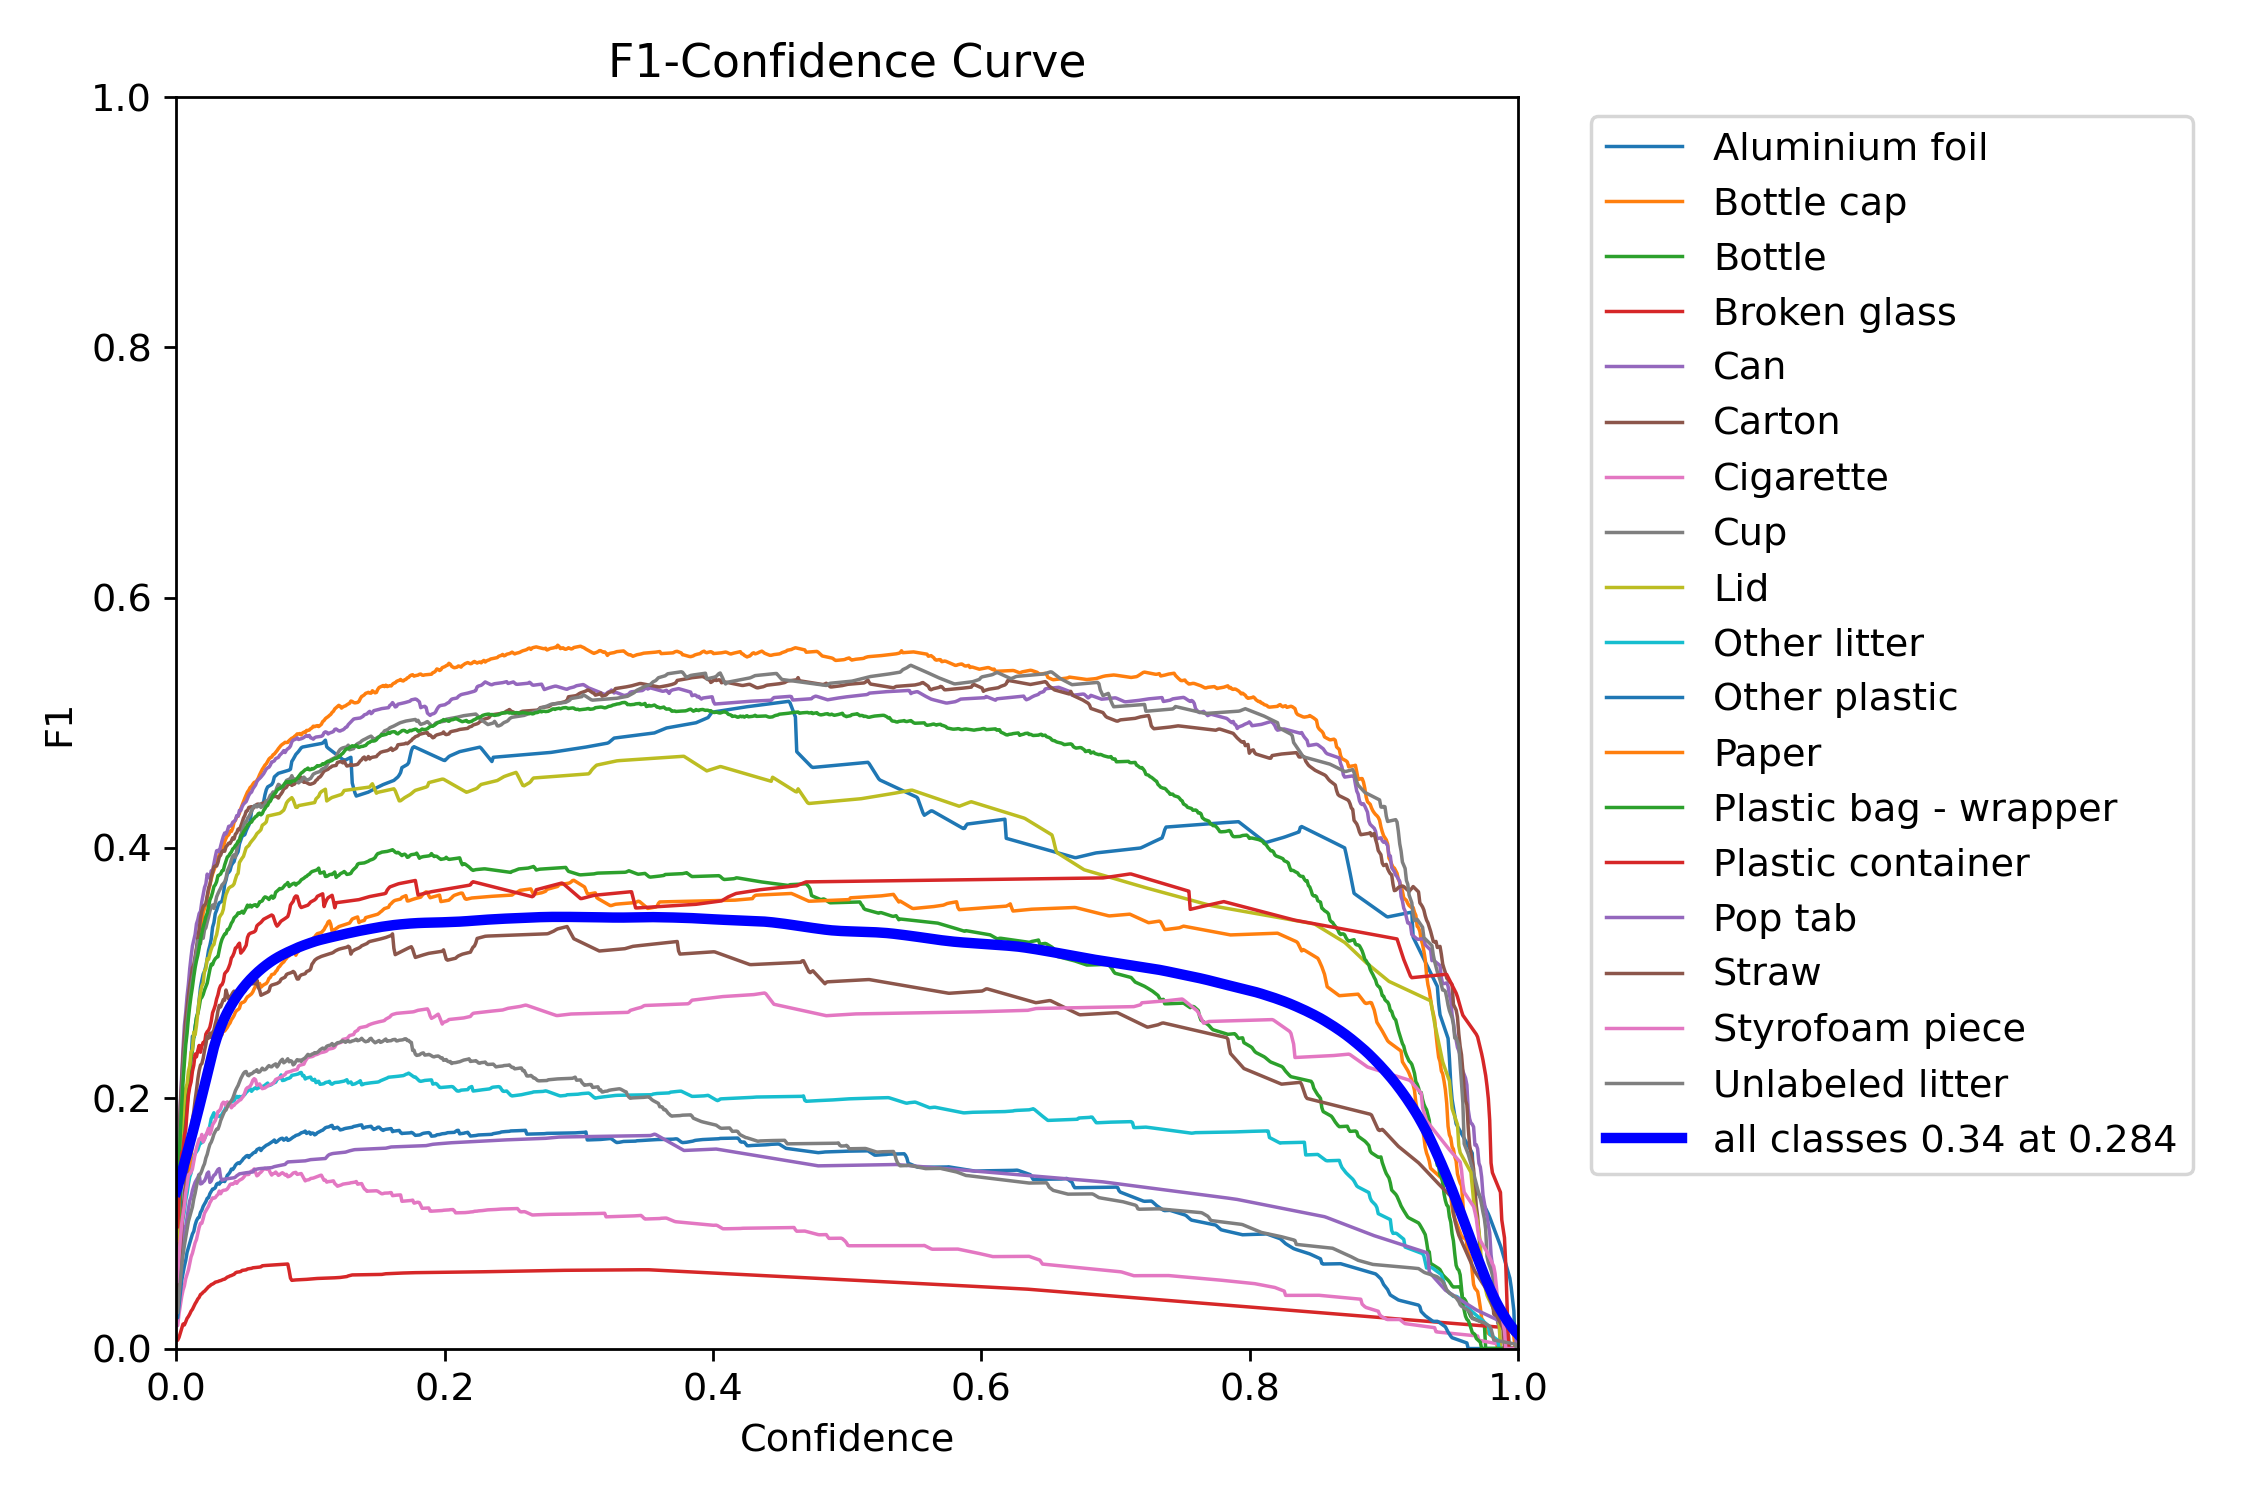 F1-Confidence Curve
1.0
0.8
0.6
0.4
0.2
0.0
F1
0.0 0.2 0.4 0.6 0.8 1.0
Confidence
Aluminium foil
Bottle cap
Bottle
Broken glass
Can
Carton
Cigarette
Cup
Lid
Other litter
Other plastic
Paper
Plastic bag - wrapper
Plastic container
Pop tab
Straw
Styrofoam piece
Unlabeled litter
all classes 0.34 at 0.284